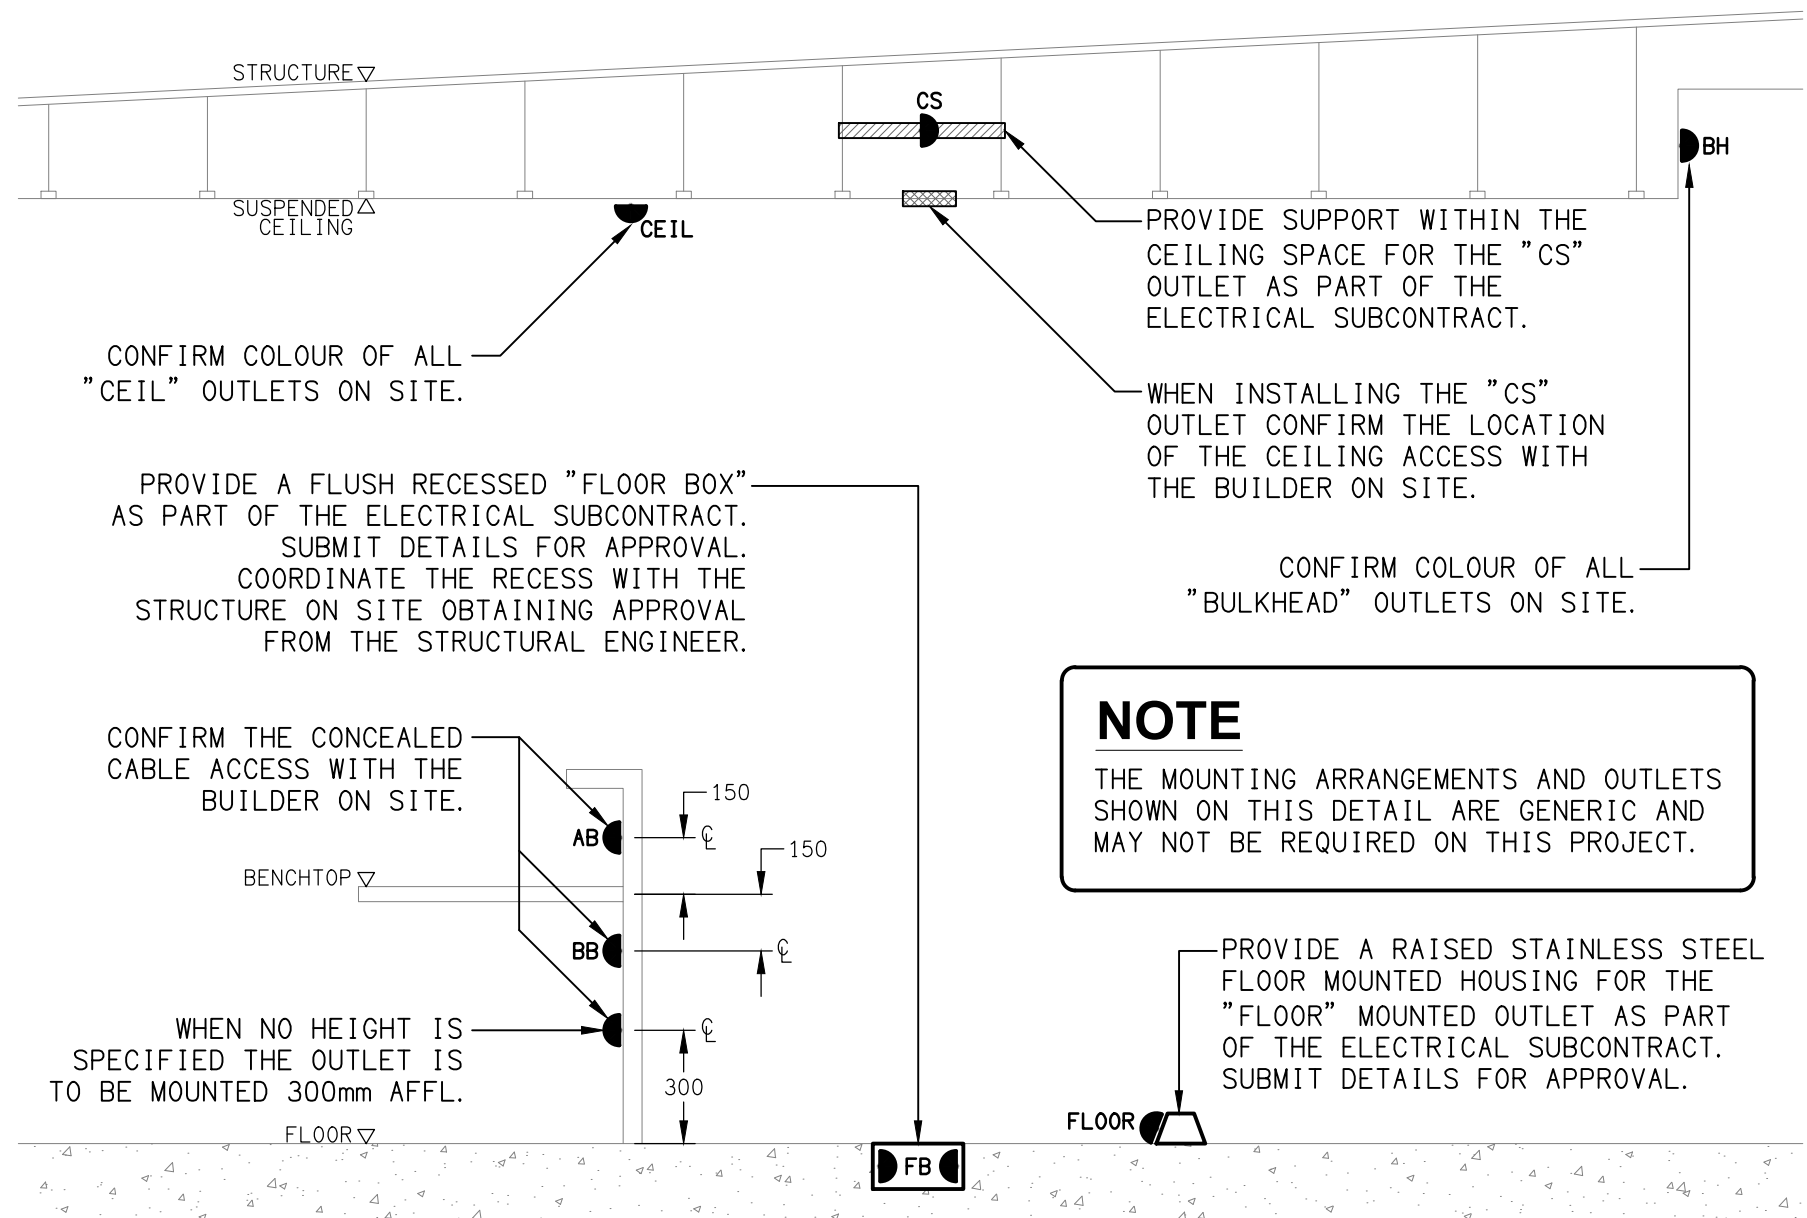 STRUCTURE
CS
BH
SUSPENDED
CEILING
CEIL
PROVIDE SUPPORT WITHIN THE
CEILING SPACE FOR THE "CS"
OUTLET AS PART OF THE
ELECTRICAL SUBCONTRACT.
CONFIRM COLOUR OF ALL
"CEIL" OUTLETS ON SITE.
WHEN INSTALLING THE "CS"
OUTLET CONFIRM THE LOCATION
OF THE CEILING ACCESS WITH
THE BUILDER ON SITE.
PROVIDE A FLUSH RECESSED "FLOOR BOX"
AS PART OF THE ELECTRICAL SUBCONTRACT.
SUBMIT DETAILS FOR APPROVAL.
COORDINATE THE RECESS WITH THE
STRUCTURE ON SITE OBTAINING APPROVAL
FROM THE STRUCTURAL ENGINEER.
CONFIRM COLOUR OF ALL
"BULKHEAD" OUTLETS ON SITE.
NOTE
THE MOUNTING ARRANGEMENTS AND OUTLETS
SHOWN ON THIS DETAIL ARE GENERIC AND
MAY NOT BE REQUIRED ON THIS PROJECT.
CONFIRM THE CONCEALED
CABLE ACCESS WITH THE
BUILDER ON SITE.
150
AB
℄
150
BENCHTOP
BB
℄
WHEN NO HEIGHT IS
SPECIFIED THE OUTLET IS
TO BE MOUNTED 300mm AFFL.
℄
300
PROVIDE A RAISED STAINLESS STEEL
FLOOR MOUNTED HOUSING FOR THE
"FLOOR" MOUNTED OUTLET AS PART
OF THE ELECTRICAL SUBCONTRACT.
SUBMIT DETAILS FOR APPROVAL.
FLOOR
FLOOR
FB